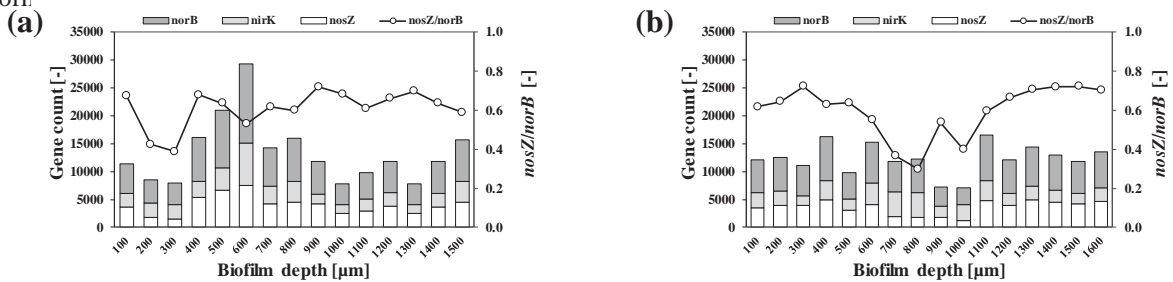 (a)
norB nirK nosZ nosZ/norB
35000 1.0
30000
25000 0.8
20000 0.6
15000 0.4
10000
5000 0.2
0 0.0
Gene count [-]
nosZ/norB [-]
100 200 300 400 500 600 700 800 900 1000 1100 1200 1300 1400 1500
Biofilm depth [µm]
(b)
norB nirK nosZ nosZ/norB
35000 1.0
30000
25000 0.8
20000 0.6
15000 0.4
10000
5000 0.2
0 0.0
Gene count [-]
nosZ/norB [-]
100 200 300 400 500 600 700 800 900 1000 1100 1200 1300 1400 1600
Biofilm depth [µm]